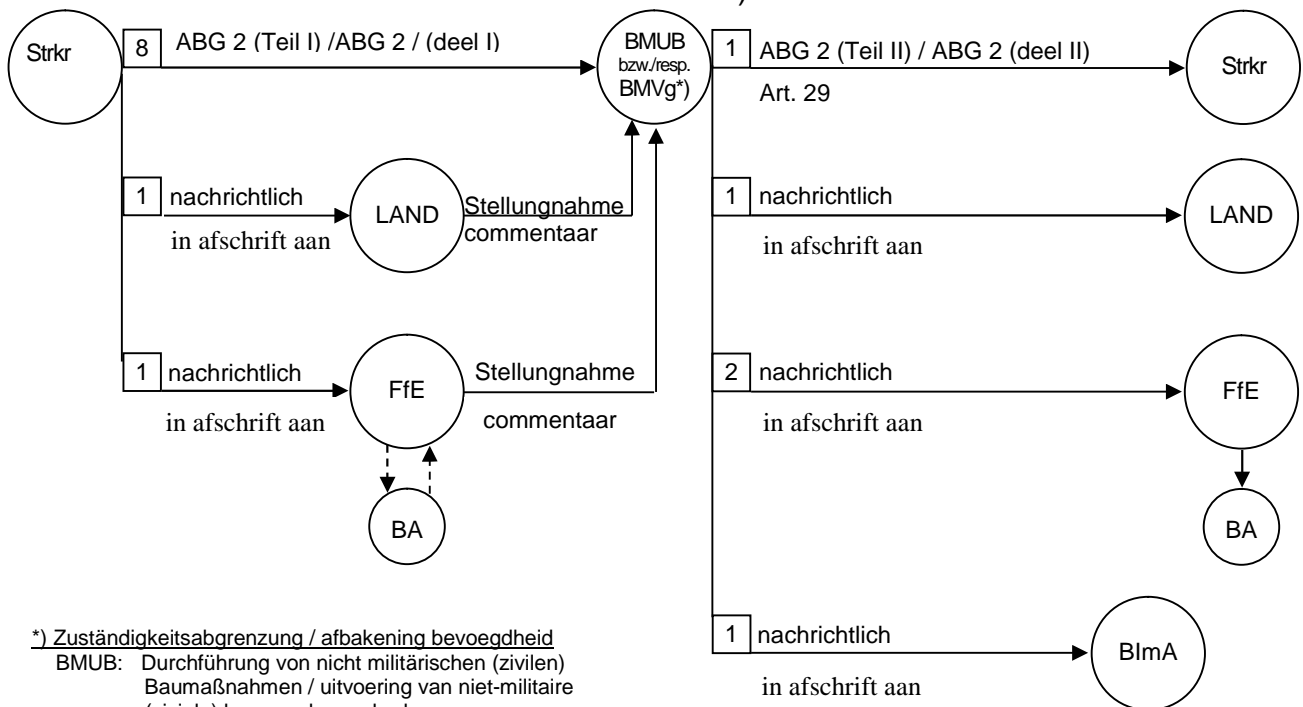 Strkr
8
ABG 2 (Teil I) /ABG 2 / (deel I)
BMUB
bzw./resp.
BMVg*)
1
ABG 2 (Teil II) / ABG 2 (deel II)
Art. 29
Strkr
1
nachrichtlich
in afschrift aan
LAND
Stellungnahme
commentaar
1
nachrichtlich
in afschrift aan
LAND
1
nachrichtlich
in afschrift aan
FfE
Stellungnahme
commentaar
2
nachrichtlich
in afschrift aan
FfE
BA
BA
1
nachrichtlich
in afschrift aan
BImA
*) Zuständigkeitsabgrenzung / afbakening bevoegdheid
BMUB: Durchführung von nicht militärischen (zivilen)
Baumaßnahmen / uitvoering van niet-militaire